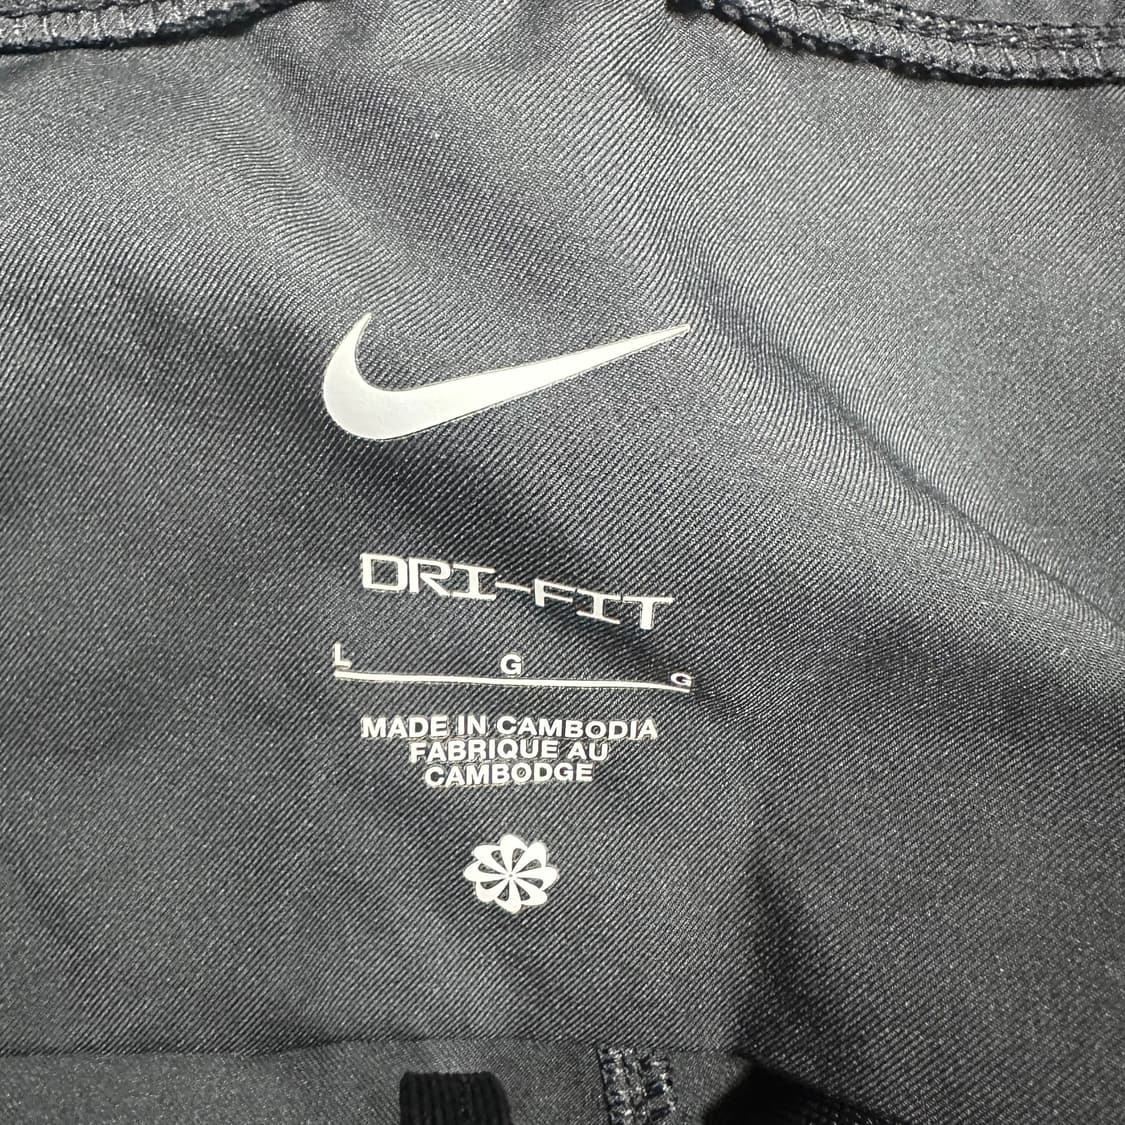 DRI-FIT
L G G
MADE IN CAMBODIA
FABRIQUE AU
CAMBODGE